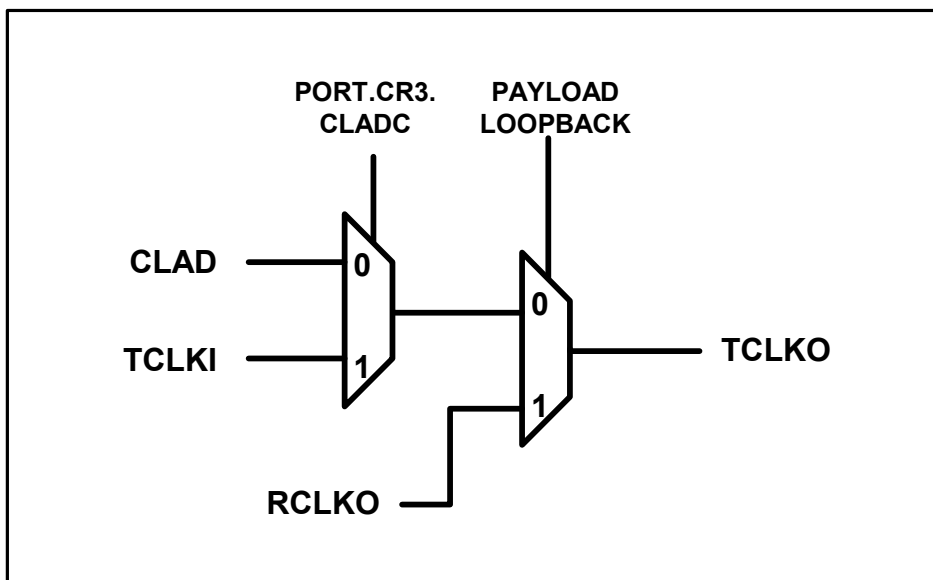 PORT.CR3.
CLADC
PAYLOAD
LOOPBACK
CLAD
0
TCLKI
1
0
TCLKO
1
RCLKO